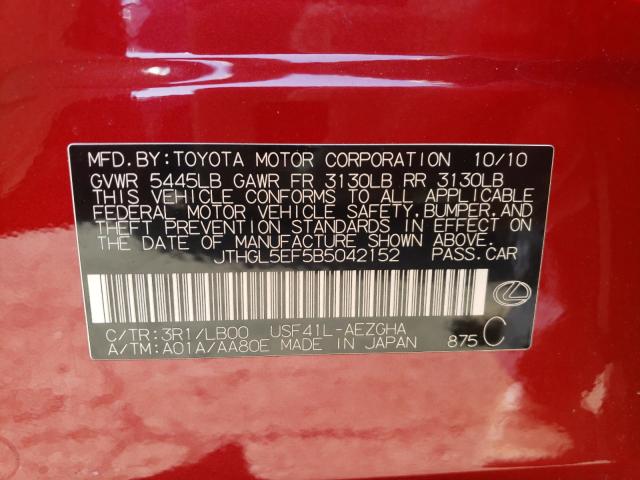 MFD. BY: TOYOTA MOTOR CORPORATION 10/10
GVWR 5445LB GAWR FR 3130LB RR 3130LB
THIS VEHICLE CONFORMS TO ALL APPLICABLE
FEDERAL MOTOR VEHICLE SAFETY, BUMPER, AND
THEFT PREVENTION STANDARDS IN EFFECT ON
THE DATE OF MANUFACTURE SHOWN ABOVE.
JTHGL5EF5B5042152 PASS. CAR
C/TR: 3R1/LB00 USF41L-AEZGHA
A/TM: A01A/AA80E MADE IN JAPAN 875 C